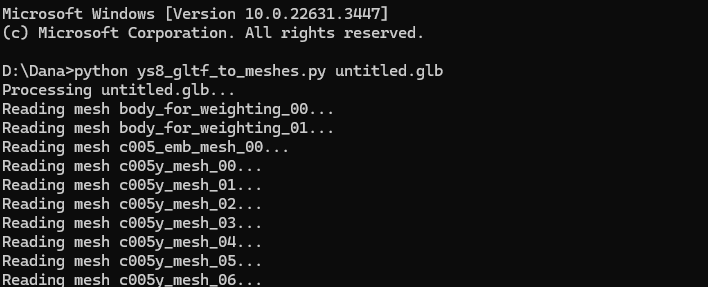 Microsoft Windows [Version 10.0.22631.3447]
(c) Microsoft Corporation. All rights reserved.
D:\Dana>python ys8_gltf_to_meshes.py untitled.glb
Processing untitled.glb...
Reading mesh body_for_weighting_00...
Reading mesh body_for_weighting_01...
Reading mesh c005_emb_mesh_00...
Reading mesh c005y_mesh_00...
Reading mesh c005y_mesh_01...
Reading mesh c005y_mesh_02...
Reading mesh c005y_mesh_03...
Reading mesh c005y_mesh_04...
Reading mesh c005y_mesh_05...
Reading mesh c005y_mesh_06...